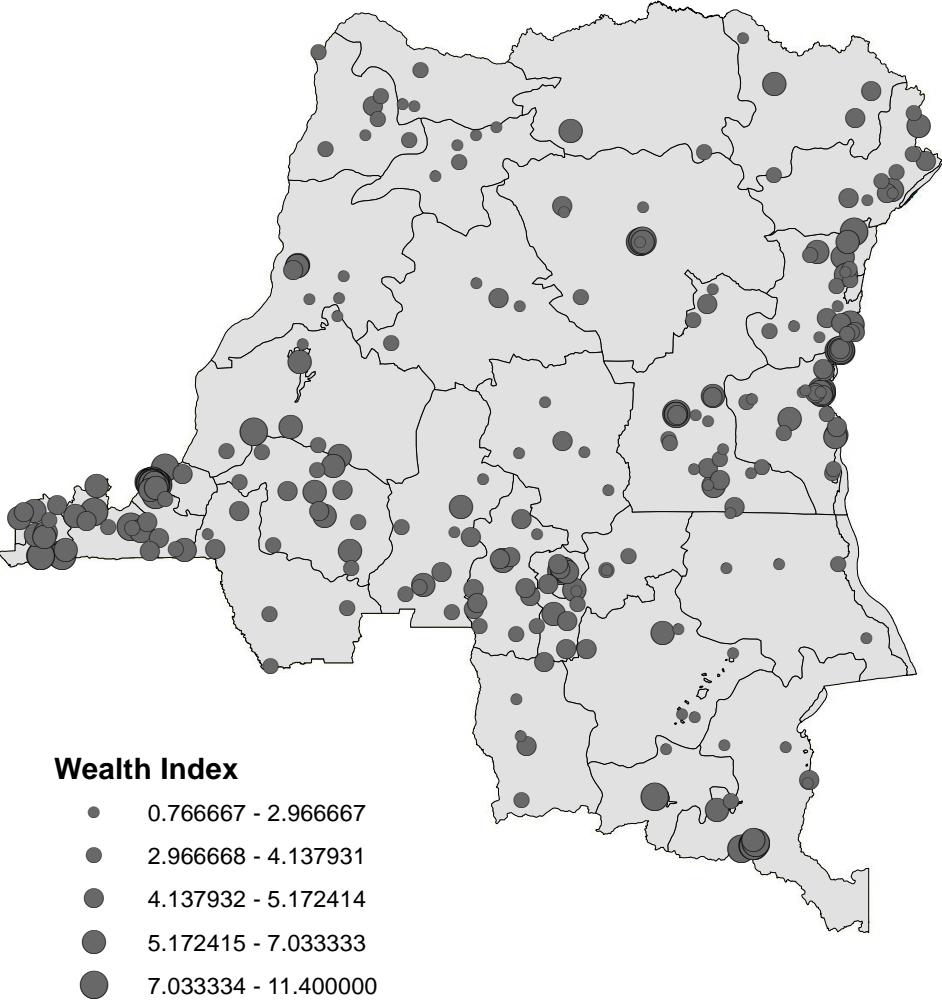 Wealth Index
0.766667 - 2.966667
2.966668 - 4.137931
4.137932 - 5.172414
5.172415 - 7.033333
7.033334 - 11.400000